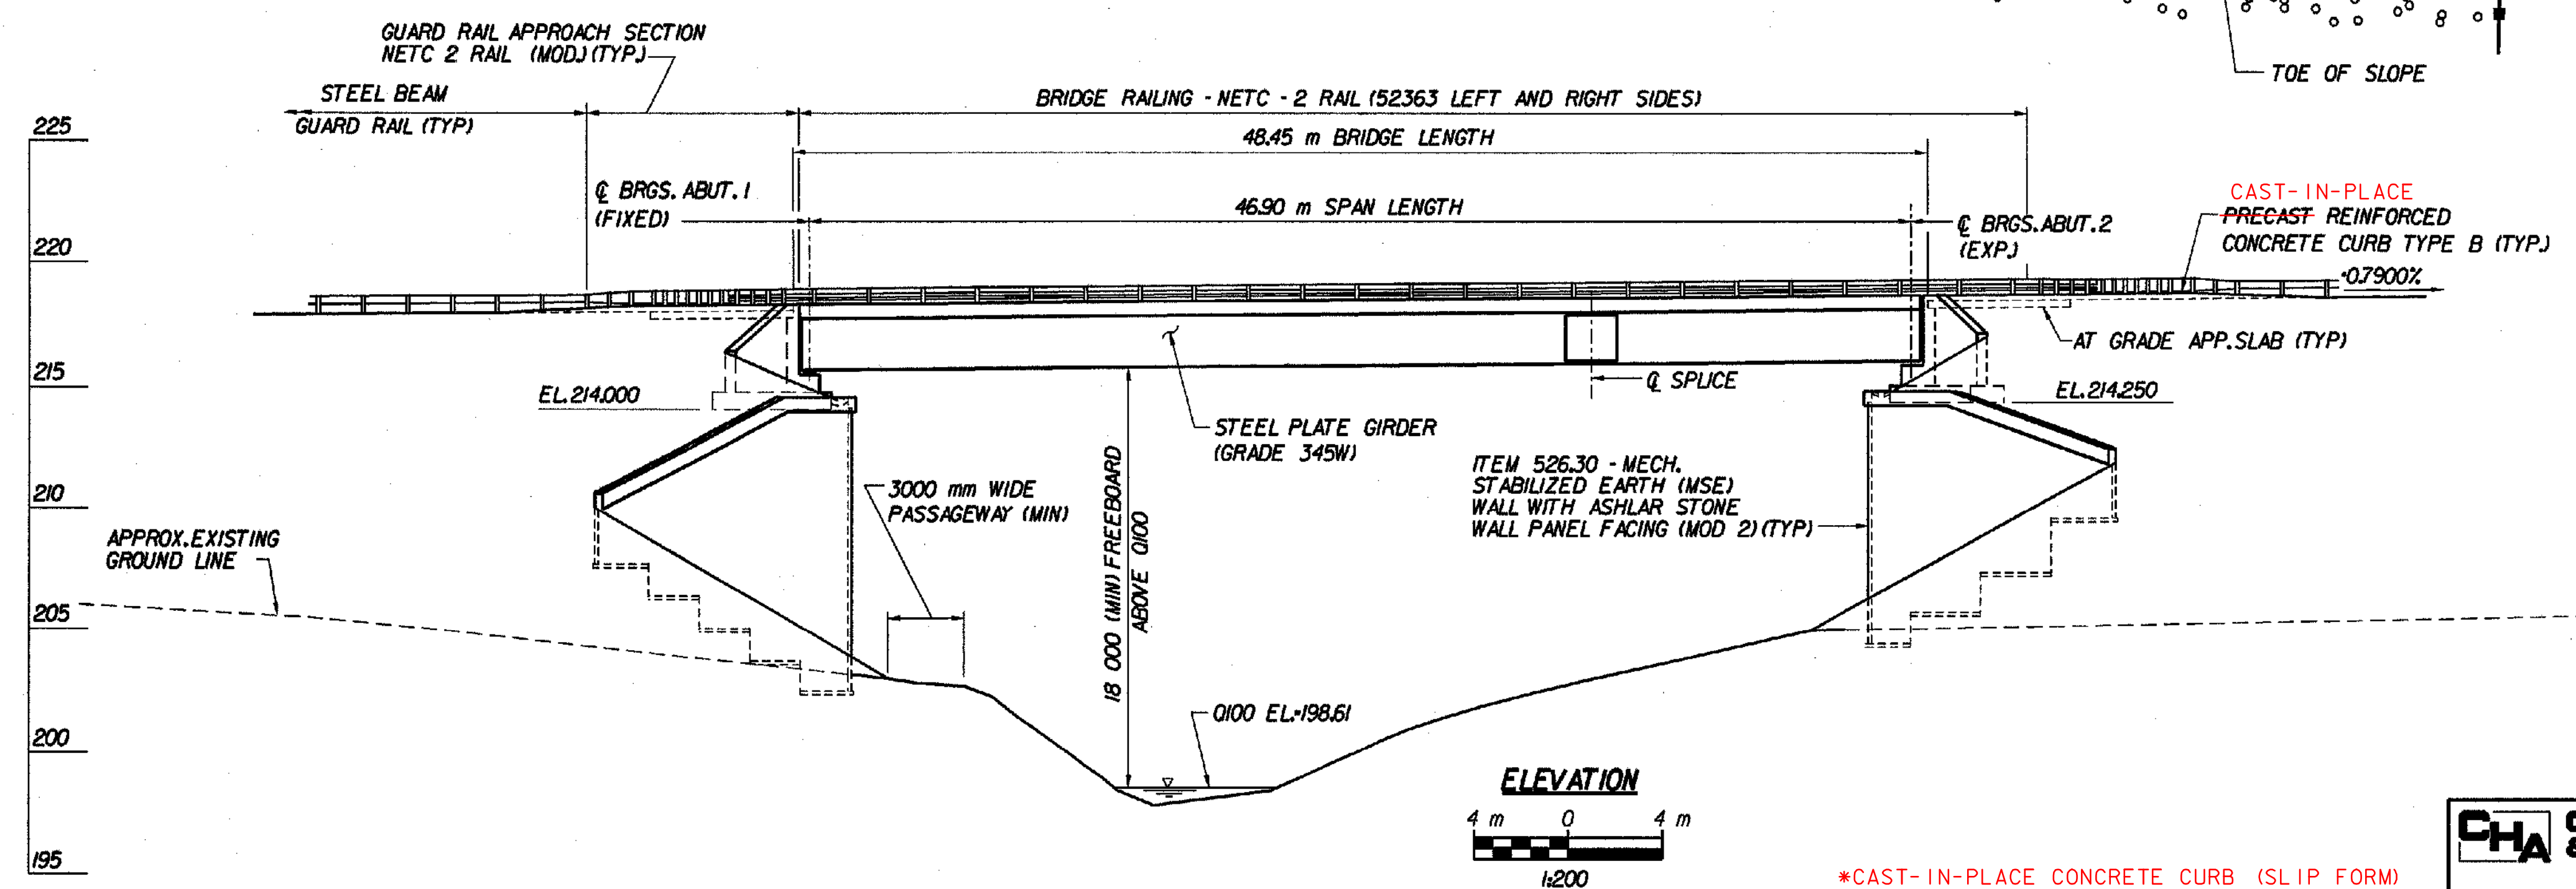 GUARD RAIL APPROACH SECTION
NETC 2 RAIL (MOD.) (TYP.)
TOE OF SLOPE
STEEL BEAM
GUARD RAIL (TYP)
BRIDGE RAILING - NETC - 2 RAIL (52363 LEFT AND RIGHT SIDES)
225
48.45 m BRIDGE LENGTH
℄ BRGS. ABUT. 1
(FIXED)
46.90 m SPAN LENGTH
℄ BRGS. ABUT. 2
(EXP.)
CAST-IN-PLACE
PRECAST REINFORCED
CONCRETE CURB TYPE B (TYP.)
220
0.7900%
AT GRADE APP. SLAB (TYP)
215
EL. 214.000
℄ SPLICE
EL. 214.250
STEEL PLATE GIRDER
(GRADE 345W)
18 000 (MIN) FREEBOARD
ABOVE Q100
ITEM 526.30 - MECH.
STABILIZED EARTH (MSE)
WALL WITH ASHLAR STONE
WALL PANEL FACING (MOD 2) (TYP)
210
3000 mm WIDE
PASSAGEWAY (MIN)
APPROX. EXISTING
GROUND LINE
205
200
Q100 EL.=198.61
ELEVATION
4 m 0 4 m
1:200
195
CHA
*CAST-IN-PLACE CONCRETE CURB (SLIP FORM)